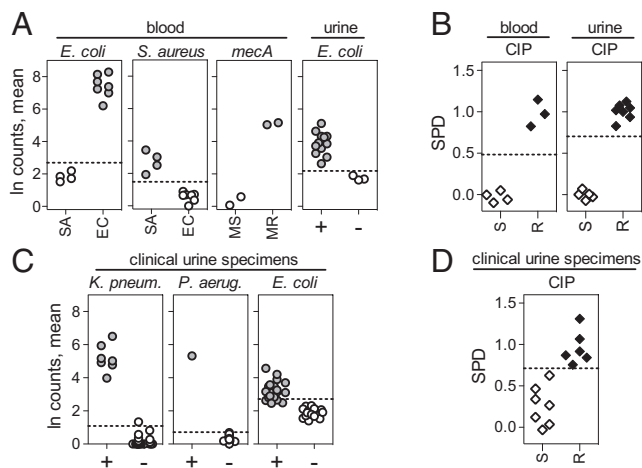 A
blood
urine
E. coli
S. aureus
mecA
E. coli
ln counts, mean
8
6
4
2
0
SA
EC
SA
EC
MS
MR
+
-
B
blood
urine
CIP
CIP
SPD
1.5
1.0
0.5
0.0
S
R
S
R
C
clinical urine specimens
K. pneum.
P. aerug.
E. coli
ln counts, mean
8
6
4
2
0
+
-
+
-
+
-
D
clinical urine specimens
CIP
SPD
1.5
1.0
0.5
0.0
S
R